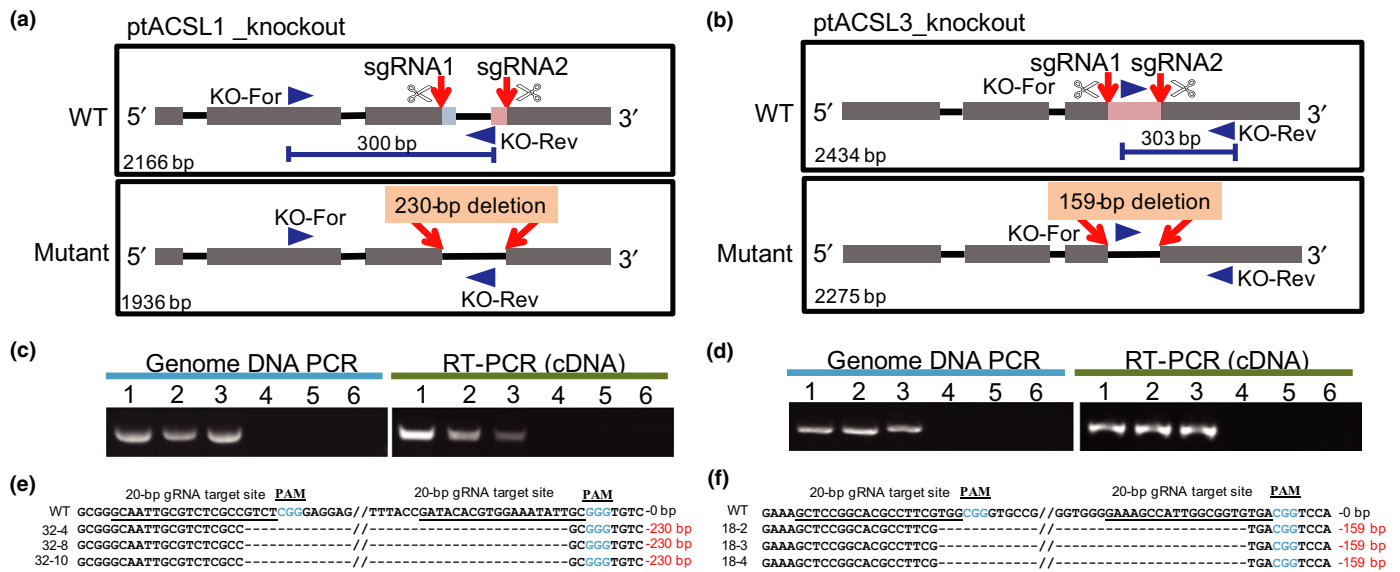 (a)
ptACSL1 _knockout
sgRNA1 sgRNA2
KO-For
WT 5′ 3′
KO-Rev
300 bp
2166 bp
230-bp deletion
KO-For
Mutant 5′ 3′
KO-Rev
1936 bp
(b)
ptACSL3_knockout
sgRNA1 sgRNA2
KO-For
WT 5′ 3′
303 bp KO-Rev
2434 bp
159-bp deletion
KO-For
Mutant 5′ 3′
KO-Rev
2275 bp
(c)
Genome DNA PCR RT-PCR (cDNA)
1 2 3 4 5 6 1 2 3 4 5 6
(d)
Genome DNA PCR RT-PCR (cDNA)
1 2 3 4 5 6 1 2 3 4 5 6
(e)
20-bp gRNA target site PAM 20-bp gRNA target site PAM
WT GCGGGCAATTGCGTCTCGCCGTCTCGGGAGGAG//TTTACCGATACACGTGGAAATATTGCGGGTGTC -0 bp
32-4 GCGGGCAATTGCGTCTCGCC-------------//--------------------GCGGGTGTC -230 bp
32-8 GCGGGCAATTGCGTCTCGCC-------------//--------------------GCGGGTGTC -230 bp
32-10 GCGGGCAATTGCGTCTCGCC-------------//--------------------GCGGGTGTC -230 bp
(f)
20-bp gRNA target site PAM 20-bp gRNA target site PAM
WT GAAAGCTCCGGCACGCCTTCGTGGCGGGTGCCG//GGTGGGGAAAGCCATTGGCGGTGTGACGGTCCA -0 bp
18-2 GAAAGCTCCGGCACGCCTTCG------------//---------------------TGACGGTCCA -159 bp
18-3 GAAAGCTCCGGCACGCCTTCG------------//---------------------TGACGGTCCA -159 bp
18-4 GAAAGCTCCGGCACGCCTTCG------------//---------------------TGACGGTCCA -159 bp